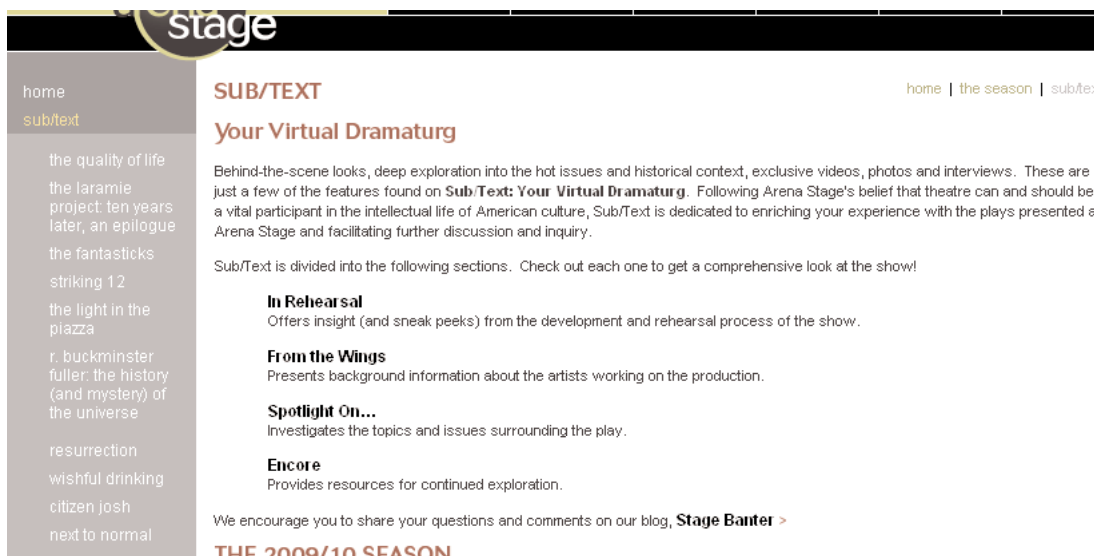 stage
home
sub/text
the quality of life
the laramie
project: ten years
later, an epilogue
the fantasticks
striking 12
the light in the
piazza
r. buckminster
fuller: the history
(and mystery) of
the universe
resurrection
wishful drinking
citizen josh
next to normal
home | the season | sub/tex
SUB/TEXT
Your Virtual Dramaturg
Behind-the-scene looks, deep exploration into the hot issues and historical context, exclusive videos, photos and interviews. These are
just a few of the features found on Sub/Text: Your Virtual Dramaturg. Following Arena Stage's belief that theatre can and should be
a vital participant in the intellectual life of American culture, Sub/Text is dedicated to enriching your experience with the plays presented a
Arena Stage and facilitating further discussion and inquiry.
Sub/Text is divided into the following sections. Check out each one to get a comprehensive look at the show!
In Rehearsal
Offers insight (and sneak peeks) from the development and rehearsal process of the show.
From the Wings
Presents background information about the artists working on the production.
Spotlight On...
Investigates the topics and issues surrounding the play.
Encore
Provides resources for continued exploration.
We encourage you to share your questions and comments on our blog, Stage Banter >
THE 2009/10 SEASON